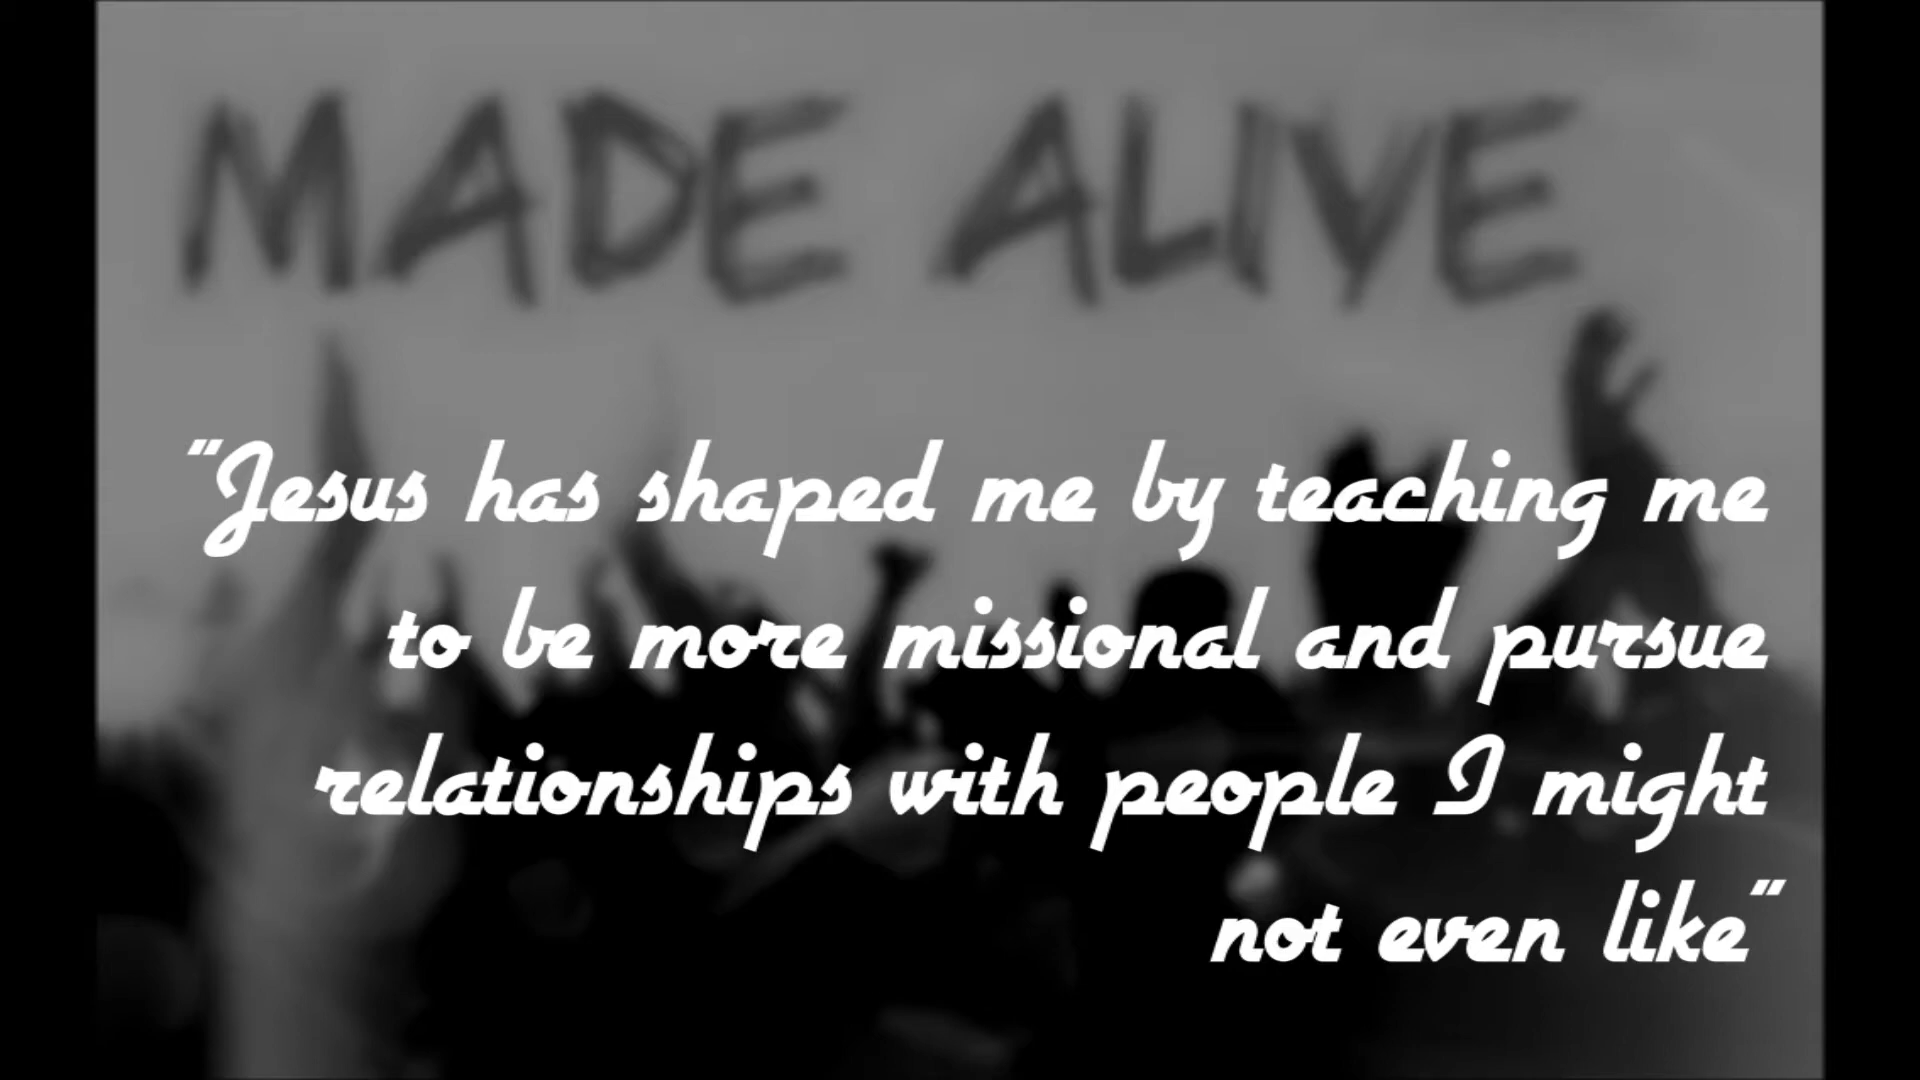 MADE ALIVE
"Jesus has shaped me by teaching me
to be more missional and pursue
relationships with people I might
not even like"